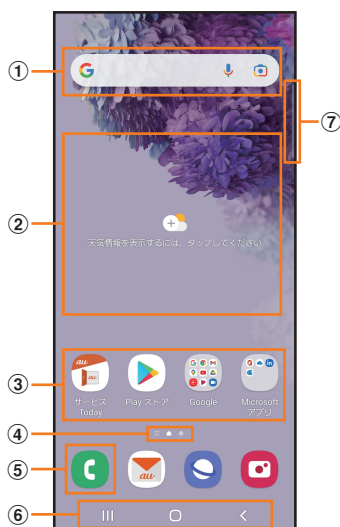 ①
⑦
②
天気情報を表示するには、タップしてください
③
au
au
サービス Today
Play ストア
Google
Microsoft アプリ
④
⑤
au
⑥